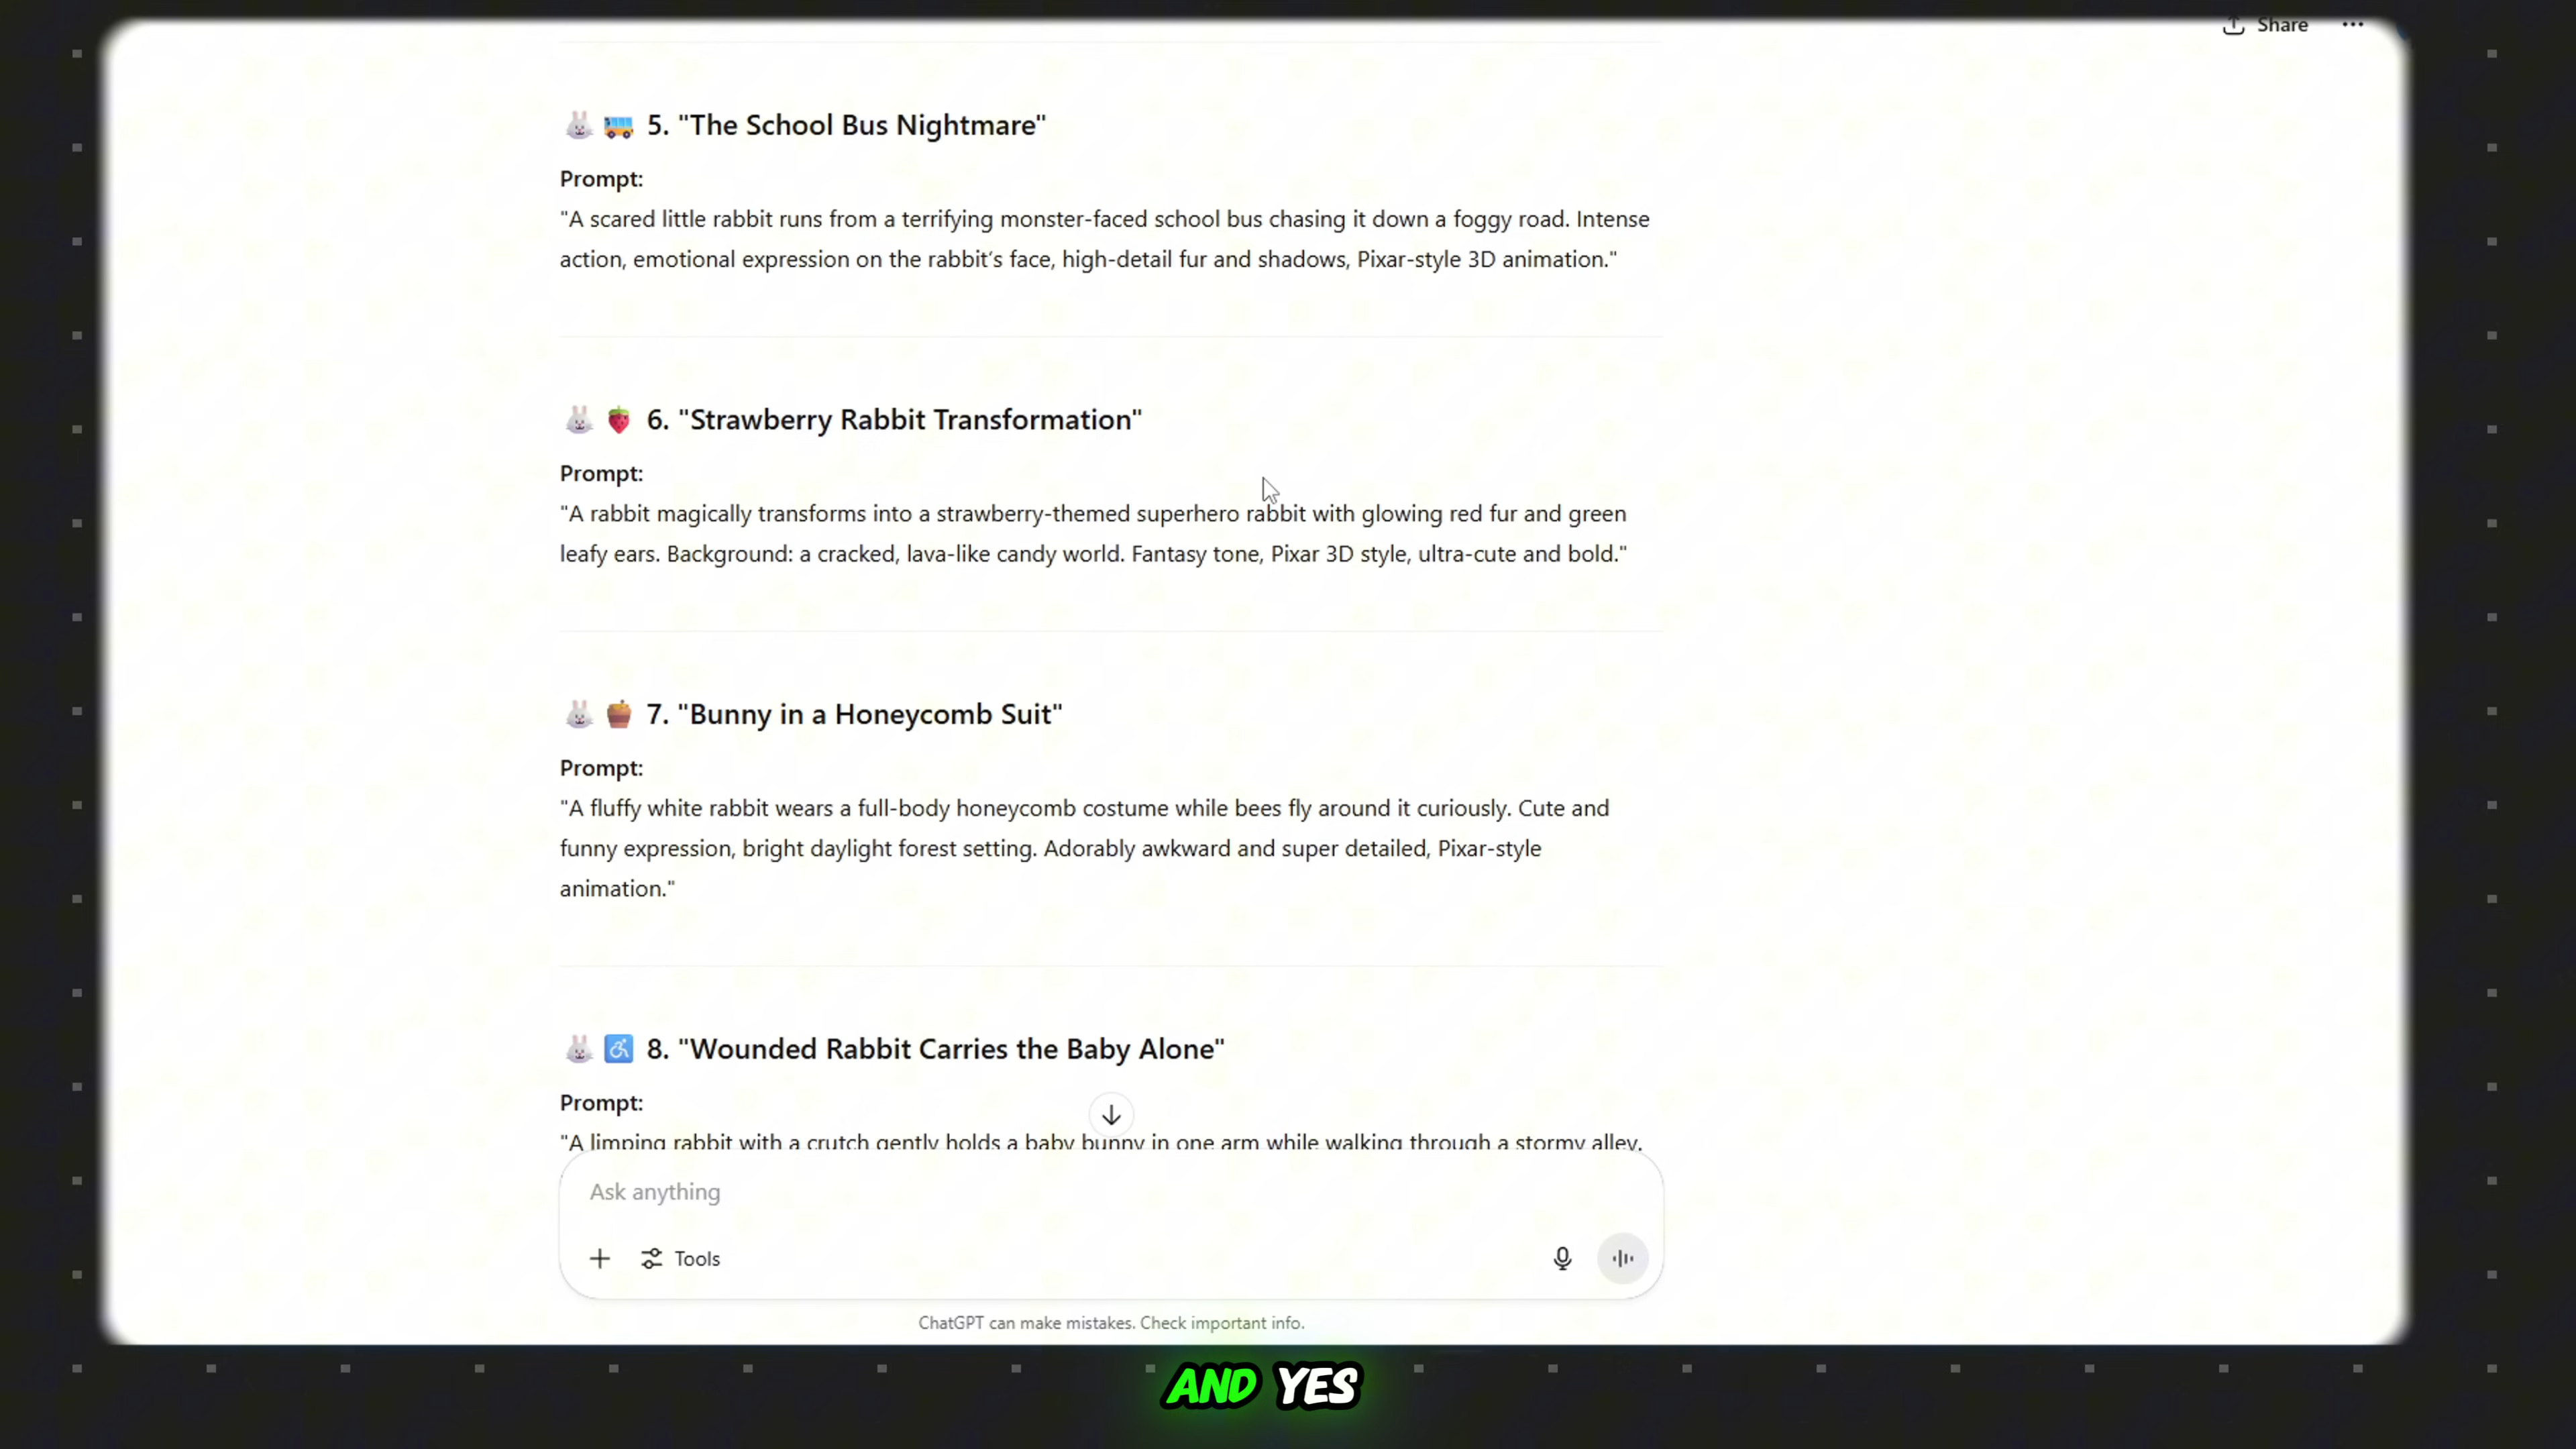 Share
5. "The School Bus Nightmare"
Prompt:
"A scared little rabbit runs from a terrifying monster-faced school bus chasing it down a foggy road. Intense
action, emotional expression on the rabbit's face, high-detail fur and shadows, Pixar-style 3D animation."
6. "Strawberry Rabbit Transformation"
Prompt:
"A rabbit magically transforms into a strawberry-themed superhero rabbit with glowing red fur and green
leafy ears. Background: a cracked, lava-like candy world. Fantasy tone, Pixar 3D style, ultra-cute and bold."
7. "Bunny in a Honeycomb Suit"
Prompt:
"A fluffy white rabbit wears a full-body honeycomb costume while bees fly around it curiously. Cute and
funny expression, bright daylight forest setting. Adorably awkward and super detailed, Pixar-style
animation."
8. "Wounded Rabbit Carries the Baby Alone"
Prompt:
"A limping rabbit with a crutch gently holds a baby bunny in one arm while walking through a stormy alley.
Ask anything
Tools
ChatGPT can make mistakes. Check important info.
AND YES